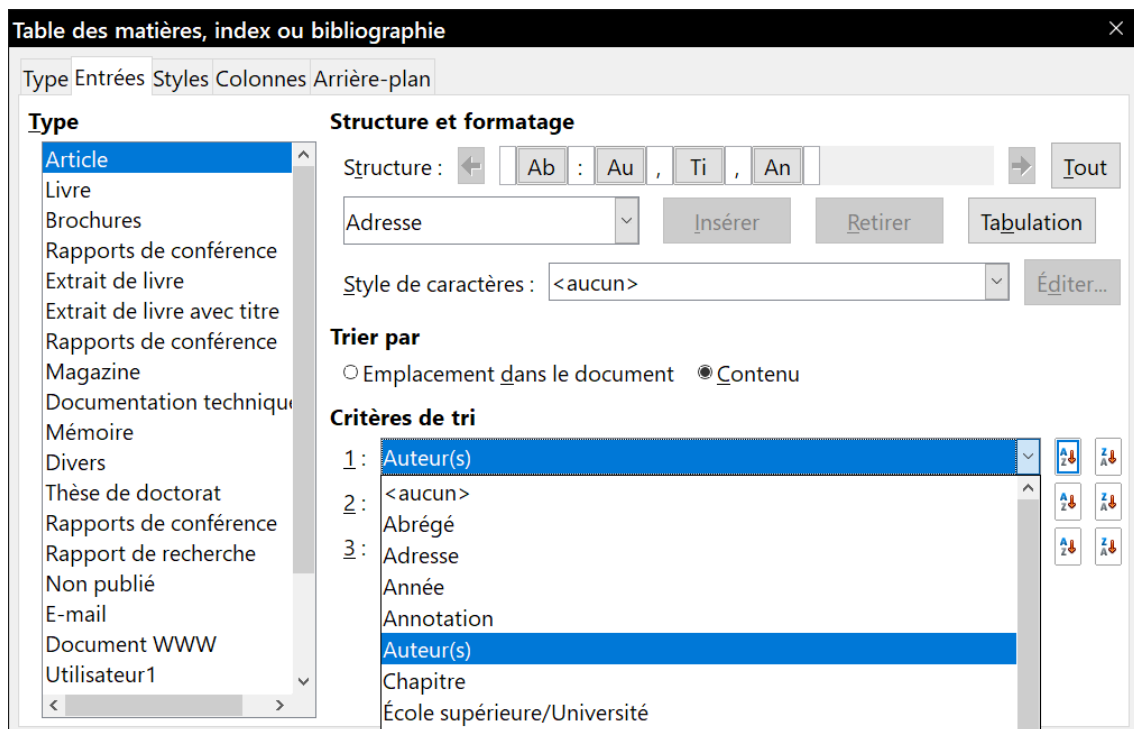 Table des matières, index ou bibliographie
Type Entrées Styles Colonnes Arrière-plan
Type
Article
Livre
Brochures
Rapports de conférence
Extrait de livre
Extrait de livre avec titre
Rapports de conférence
Magazine
Documentation technique
Mémoire
Divers
Thèse de doctorat
Rapports de conférence
Rapport de recherche
Non publié
E-mail
Document WWW
Utilisateur1
Structure et formatage
Structure : Ab : Au , Ti , An Tout
Adresse Insérer Retirer Tabulation
Style de caractères : <aucun> Éditer...
Trier par
Emplacement dans le document Contenu
Critères de tri
1 : Auteur(s)
2 :
3 :
<aucun>
Abrégé
Adresse
Année
Annotation
Auteur(s)
Chapitre
École supérieure/Université